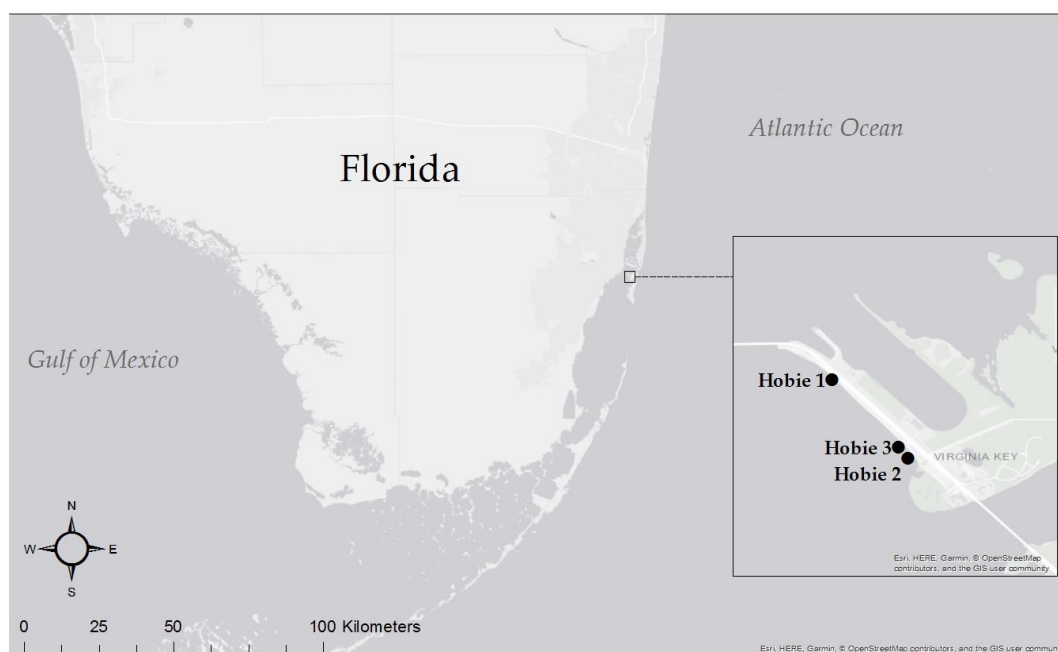 Atlantic Ocean
Florida
Gulf of Mexico
Hobie 1
Hobie 3
VIRGINIA KEY
Hobie 2
Esri, HERE, Garmin, © OpenStreetMap
contributors, and the GIS user community
N
W E
S
0 25 50 100 Kilometers
Esri, HERE, Garmin, © OpenStreetMap contributors, and the GIS user commun